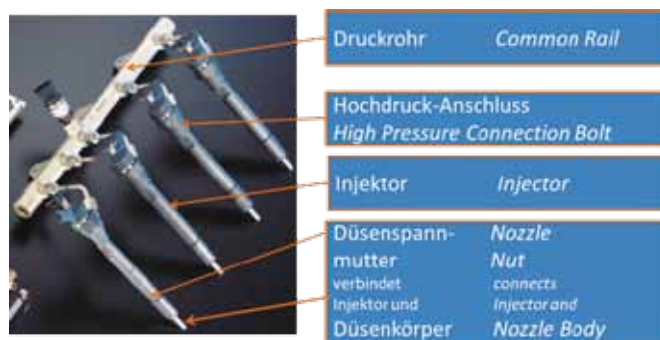 Druckrohr Common Rail
Hochdruck-Anschluss
High Pressure Connection Bolt
Injektor Injector
Düsenspann- Nozzle
mutter Nut
verbindet connects
Injektor und Injector and
Düsenkörper Nozzle Body